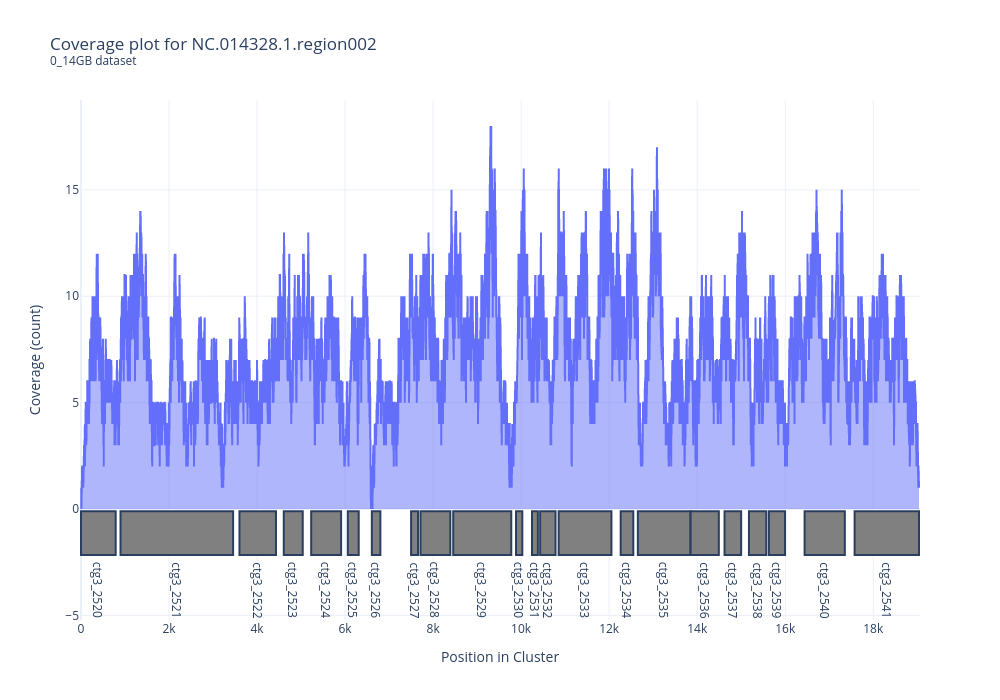 Coverage plot for NC.014328.1.region002
0_14GB dataset
Coverage (count)
15
10
5
0
−5
ctg3_2520
ctg3_2521
ctg3_2522
ctg3_2523
ctg3_2524
ctg3_2525
ctg3_2526
ctg3_2527
ctg3_2528
ctg3_2529
ctg3_2530
ctg3_2531
ctg3_2532
ctg3_2533
ctg3_2534
ctg3_2535
ctg3_2536
ctg3_2537
ctg3_2538
ctg3_2539
ctg3_2540
ctg3_2541
0 2k 4k 6k 8k 10k 12k 14k 16k 18k
Position in Cluster